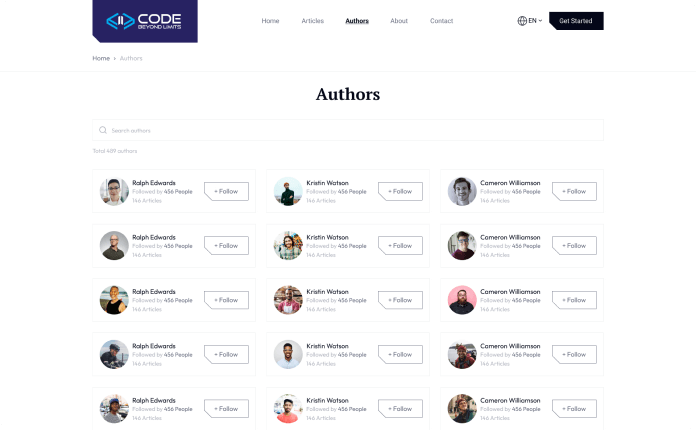 CODE
BEYOND LIMITS
Home Articles Authors About Contact
EN
Get Started
Home › Authors
Authors
Search authors
Total 409 authors
Ralph Edwards
Followed by 456 People
146 Articles
+ Follow
Kristin Watson
Followed by 456 People
146 Articles
+ Follow
Cameron Williamson
Followed by 456 People
146 Articles
+ Follow
Ralph Edwards
Followed by 456 People
146 Articles
+ Follow
Kristin Watson
Followed by 456 People
146 Articles
+ Follow
Cameron Williamson
Followed by 456 People
146 Articles
+ Follow
Ralph Edwards
Followed by 456 People
146 Articles
+ Follow
Kristin Watson
Followed by 456 People
146 Articles
+ Follow
Cameron Williamson
Followed by 456 People
146 Articles
+ Follow
Ralph Edwards
Followed by 456 People
146 Articles
+ Follow
Kristin Watson
Followed by 456 People
146 Articles
+ Follow
Cameron Williamson
Followed by 456 People
146 Articles
+ Follow
Ralph Edwards
Followed by 456 People
146 Articles
+ Follow
Kristin Watson
Followed by 456 People
146 Articles
+ Follow
Cameron Williamson
Followed by 456 People
146 Articles
+ Follow